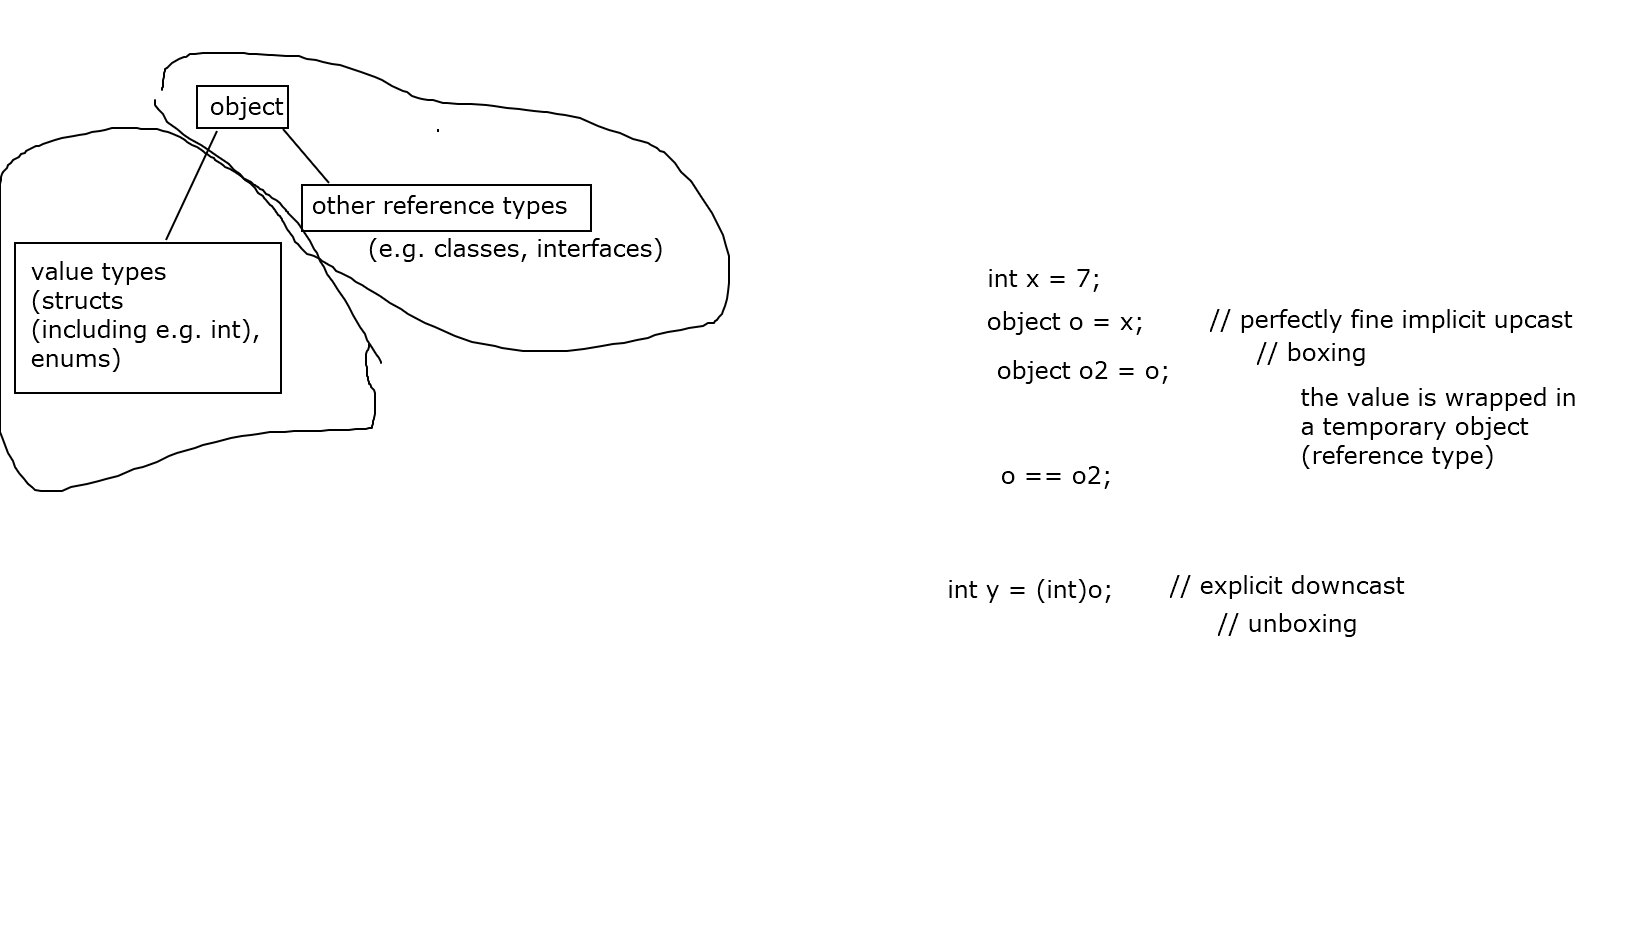 object
other reference types
(e.g. classes, interfaces)
value types
(structs
(including e.g. int),
enums)
int x = 7;
object o = x; // perfectly fine implicit upcast
// boxing
object o2 = o;
the value is wrapped in
a temporary object
(reference type)
o == o2;
int y = (int)o; // explicit downcast
// unboxing